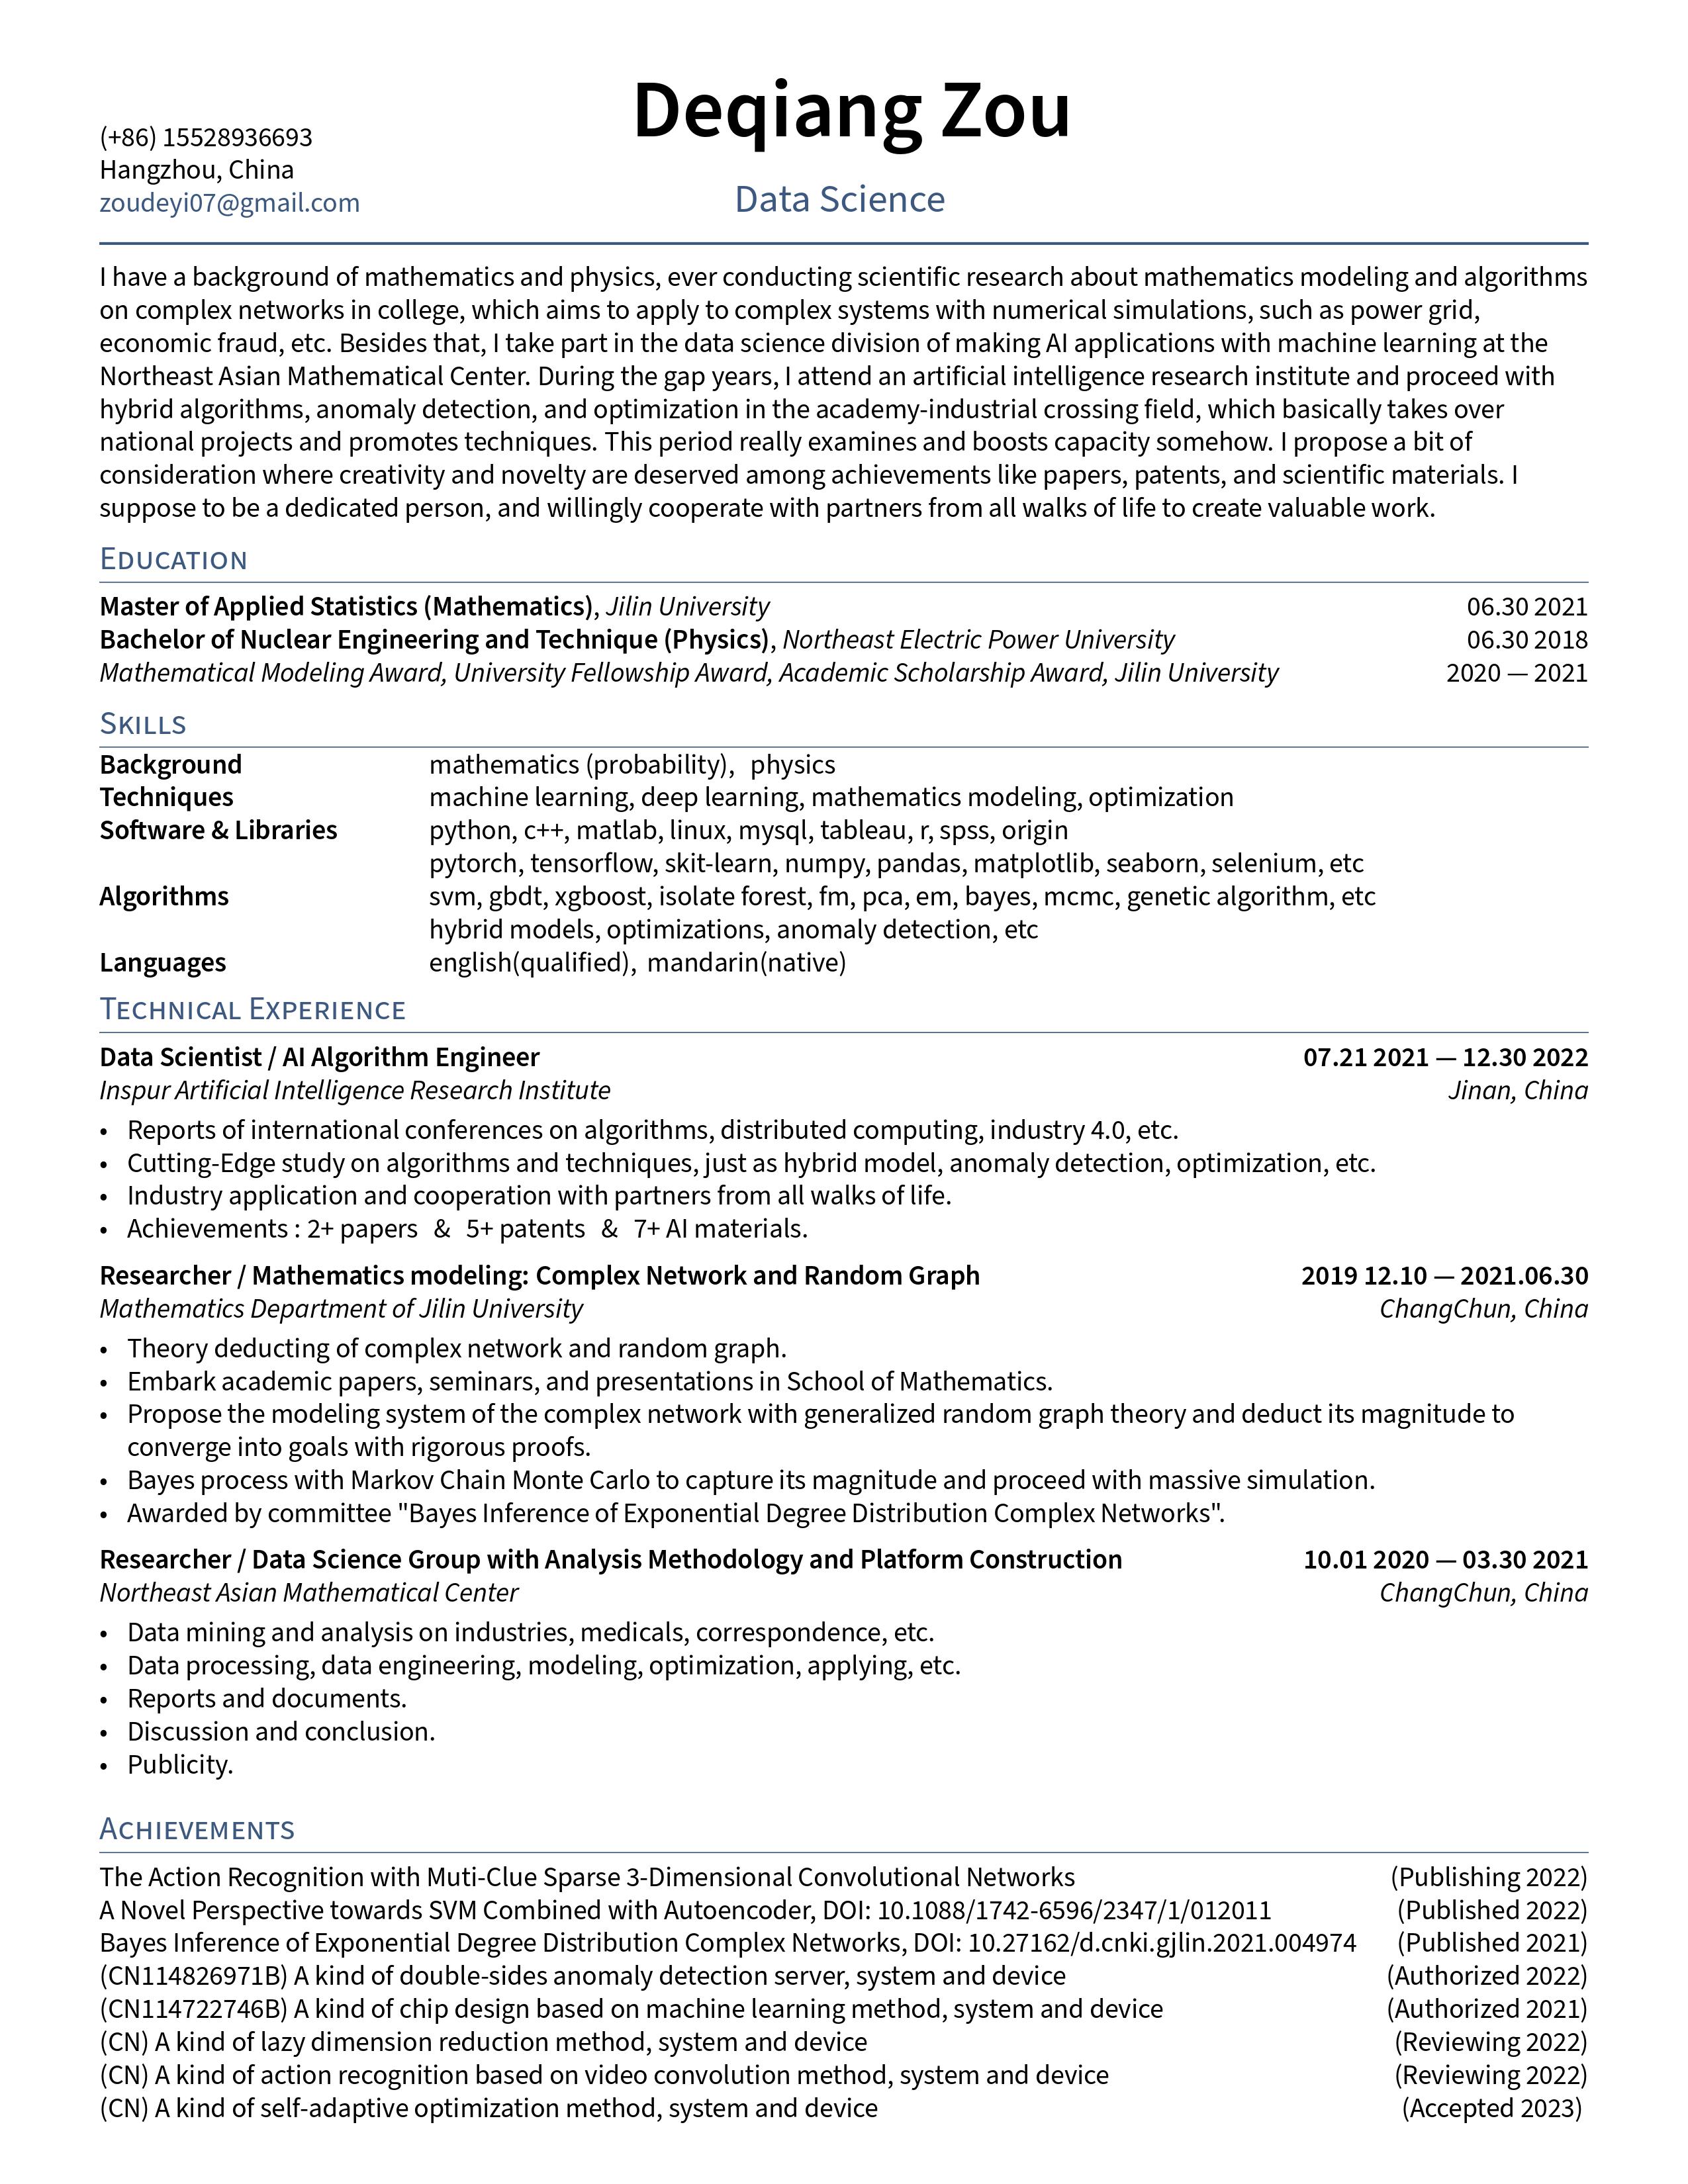 Deqiang Zou
(+86) 15528936693
Hangzhou, China
zoudeyi07@gmail.com
Data Science
I have a background of mathematics and physics, ever conducting scientific research about mathematics modeling and algorithms
on complex networks in college, which aims to apply to complex systems with numerical simulations, such as power grid,
economic fraud, etc. Besides that, I take part in the data science division of making AI applications with machine learning at the
Northeast Asian Mathematical Center. During the gap years, I attend an artificial intelligence research institute and proceed with
hybrid algorithms, anomaly detection, and optimization in the academy-industrial crossing field, which basically takes over
national projects and promotes techniques. This period really examines and boosts capacity somehow. I propose a bit of
consideration where creativity and novelty are deserved among achievements like papers, patents, and scientific materials. I
suppose to be a dedicated person, and willingly cooperate with partners from all walks of life to create valuable work.
Education
Master of Applied Statistics (Mathematics), Jilin University 06.30 2021
Bachelor of Nuclear Engineering and Technique (Physics), Northeast Electric Power University 06.30 2018
Mathematical Modeling Award, University Fellowship Award, Academic Scholarship Award, Jilin University 2020 — 2021
Skills
Background mathematics (probability), physics
Techniques machine learning, deep learning, mathematics modeling, optimization
Software & Libraries python, c++, matlab, linux, mysql, tableau, r, spss, origin
pytorch, tensorflow, skit-learn, numpy, pandas, matplotlib, seaborn, selenium, etc
Algorithms svm, gbdt, xgboost, isolate forest, fm, pca, em, bayes, mcmc, genetic algorithm, etc
hybrid models, optimizations, anomaly detection, etc
Languages english(qualified), mandarin(native)
Technical Experience
Data Scientist / AI Algorithm Engineer 07.21 2021 — 12.30 2022
Inspur Artificial Intelligence Research Institute Jinan, China
• Reports of international conferences on algorithms, distributed computing, industry 4.0, etc.
• Cutting-Edge study on algorithms and techniques, just as hybrid model, anomaly detection, optimization, etc.
• Industry application and cooperation with partners from all walks of life.
• Achievements : 2+ papers & 5+ patents & 7+ AI materials.
Researcher / Mathematics modeling: Complex Network and Random Graph 2019 12.10 — 2021.06.30
Mathematics Department of Jilin University ChangChun, China
• Theory deducting of complex network and random graph.
• Embark academic papers, seminars, and presentations in School of Mathematics.
• Propose the modeling system of the complex network with generalized random graph theory and deduct its magnitude to
converge into goals with rigorous proofs.
• Bayes process with Markov Chain Monte Carlo to capture its magnitude and proceed with massive simulation.
• Awarded by committee "Bayes Inference of Exponential Degree Distribution Complex Networks".
Researcher / Data Science Group with Analysis Methodology and Platform Construction 10.01 2020 — 03.30 2021
Northeast Asian Mathematical Center ChangChun, China
• Data mining and analysis on industries, medicals, correspondence, etc.
• Data processing, data engineering, modeling, optimization, applying, etc.
• Reports and documents.
• Discussion and conclusion.
• Publicity.
Achievements
The Action Recognition with Muti-Clue Sparse 3-Dimensional Convolutional Networks (Publishing 2022)
A Novel Perspective towards SVM Combined with Autoencoder, DOI: 10.1088/1742-6596/2347/1/012011 (Published 2022)
Bayes Inference of Exponential Degree Distribution Complex Networks, DOI: 10.27162/d.cnki.gjlin.2021.004974 (Published 2021)
(CN114826971B) A kind of double-sides anomaly detection server, system and device (Authorized 2022)
(CN114722746B) A kind of chip design based on machine learning method, system and device (Authorized 2021)
(CN) A kind of lazy dimension reduction method, system and device (Reviewing 2022)
(CN) A kind of action recognition based on video convolution method, system and device (Reviewing 2022)
(CN) A kind of self-adaptive optimization method, system and device (Accepted 2023)